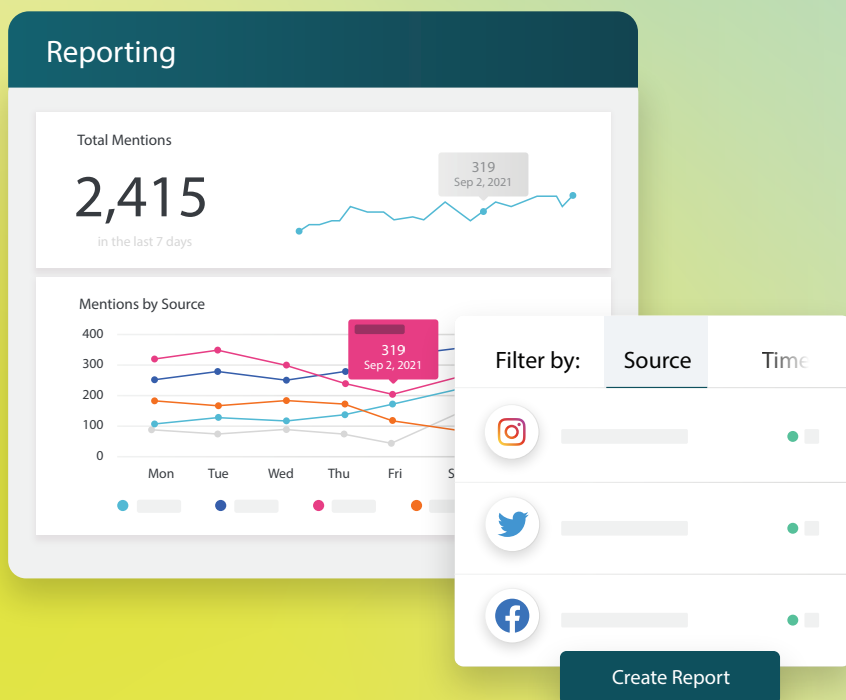 Reporting
Total Mentions
2,415
in the last 7 days
319
Sep 2, 2021
Mentions by Source
400
300
200
100
0
319
Sep 2, 2021
Mon Tue Wed Thu Fri S
Filter by: Source Time
Create Report